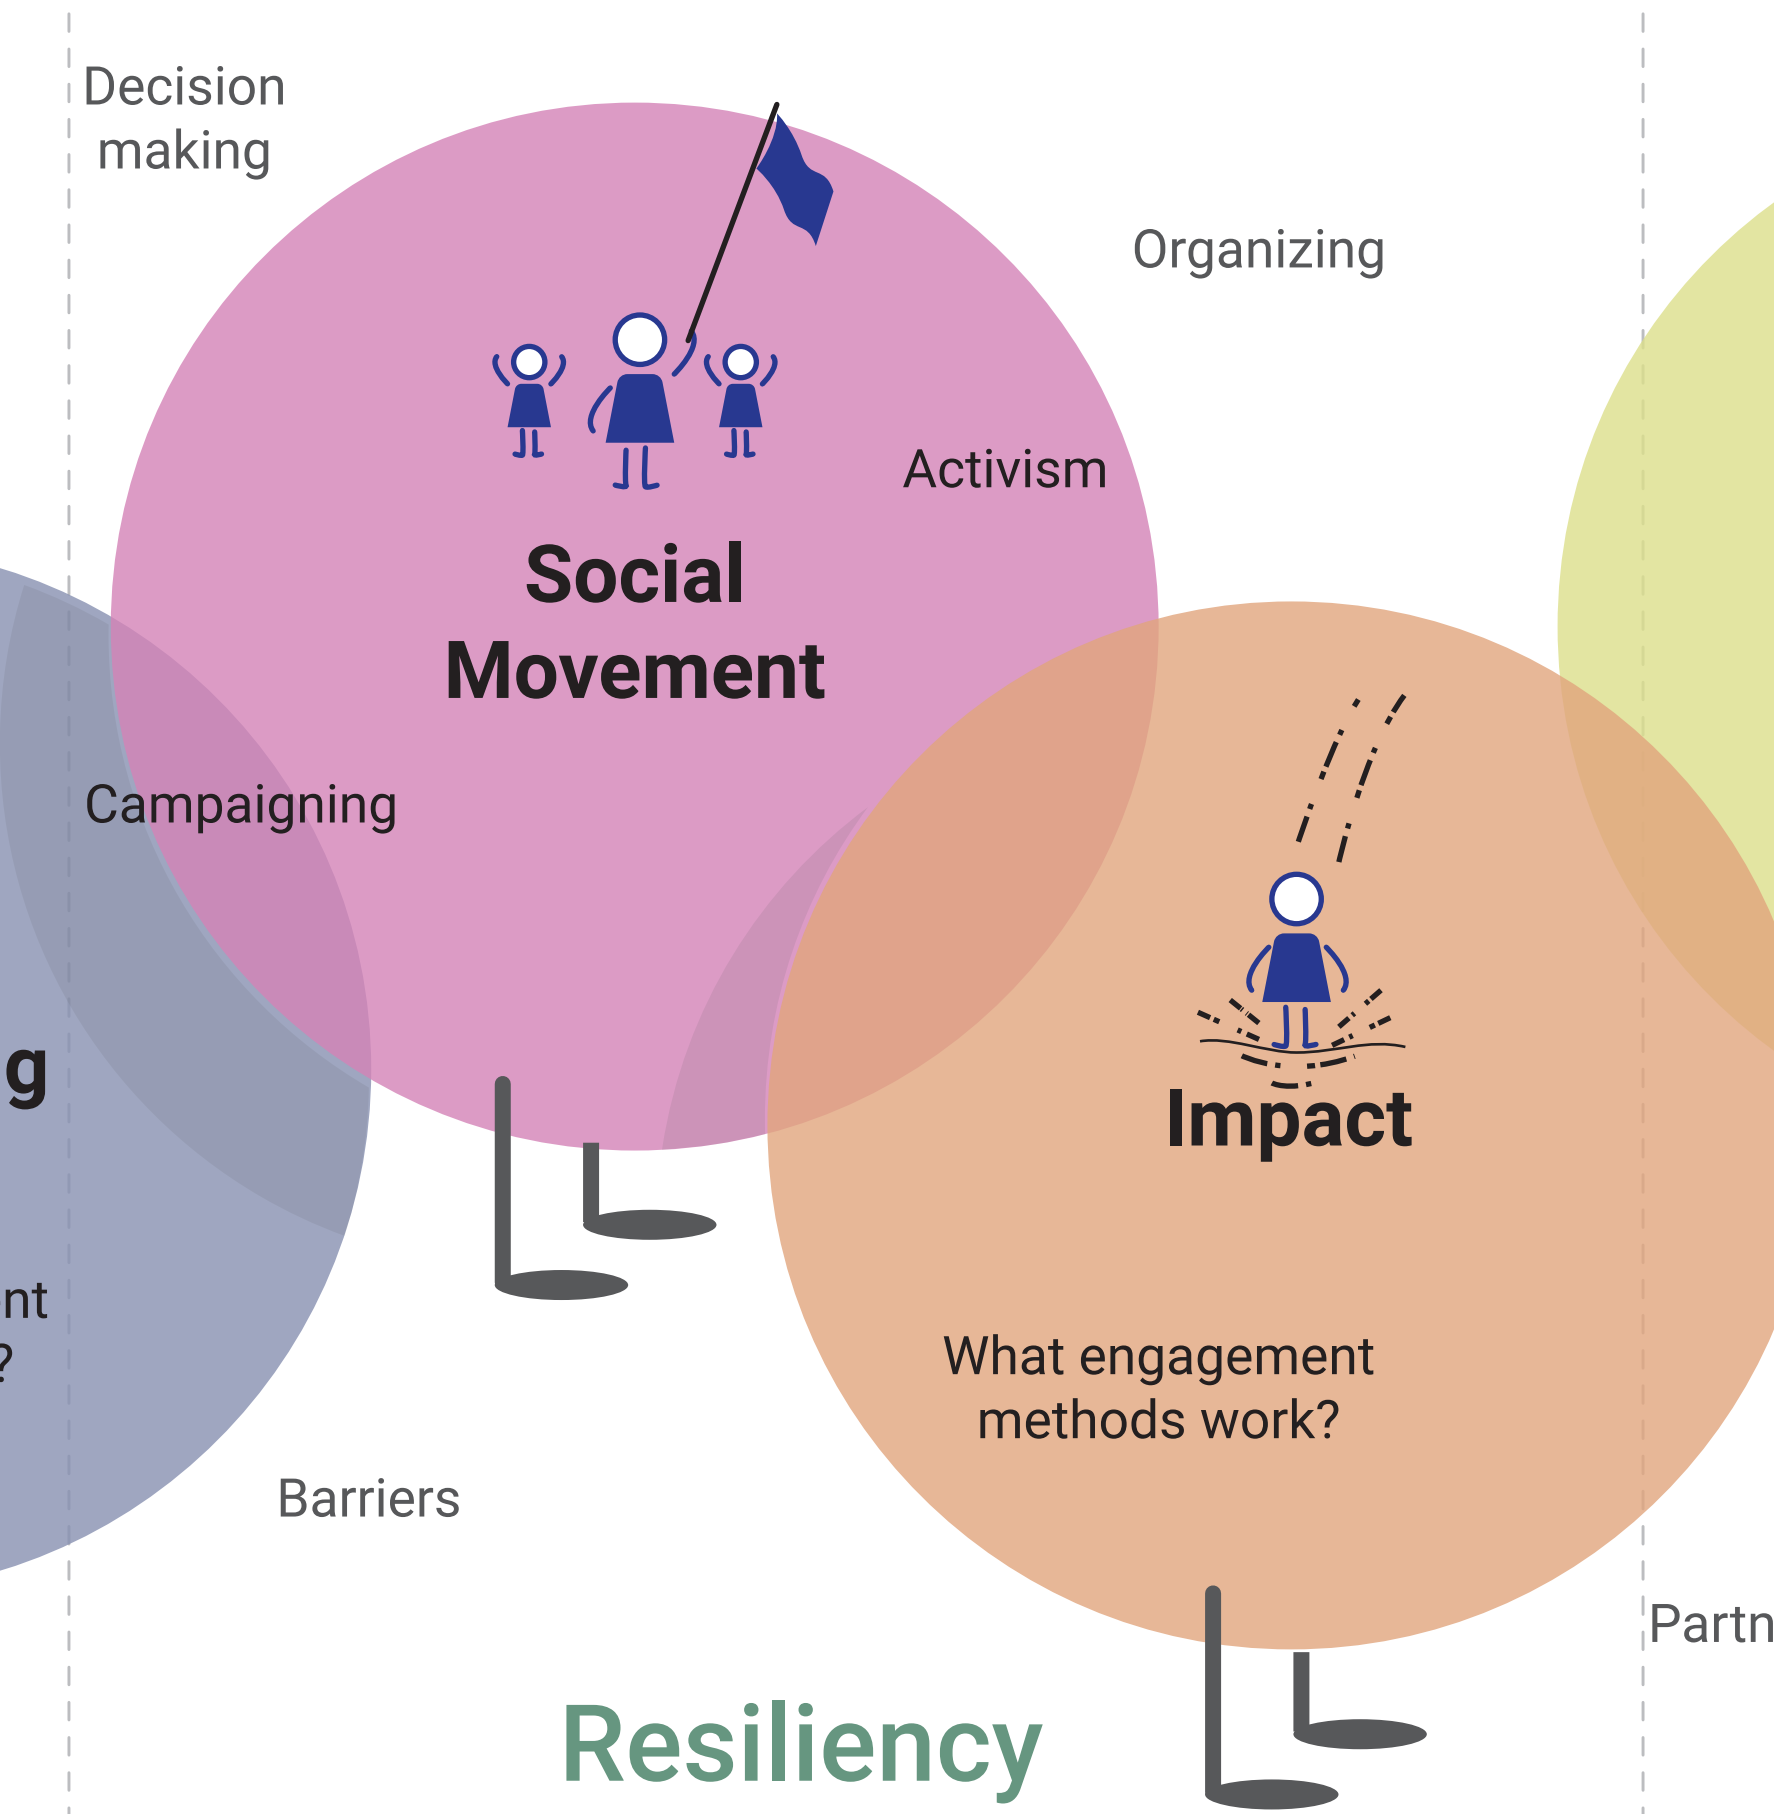 Decision
making
Organizing
Activism
Social
Movement
Campaigning
g
Impact
nt
?
What engagement
methods work?
Barriers
Partn
Resiliency